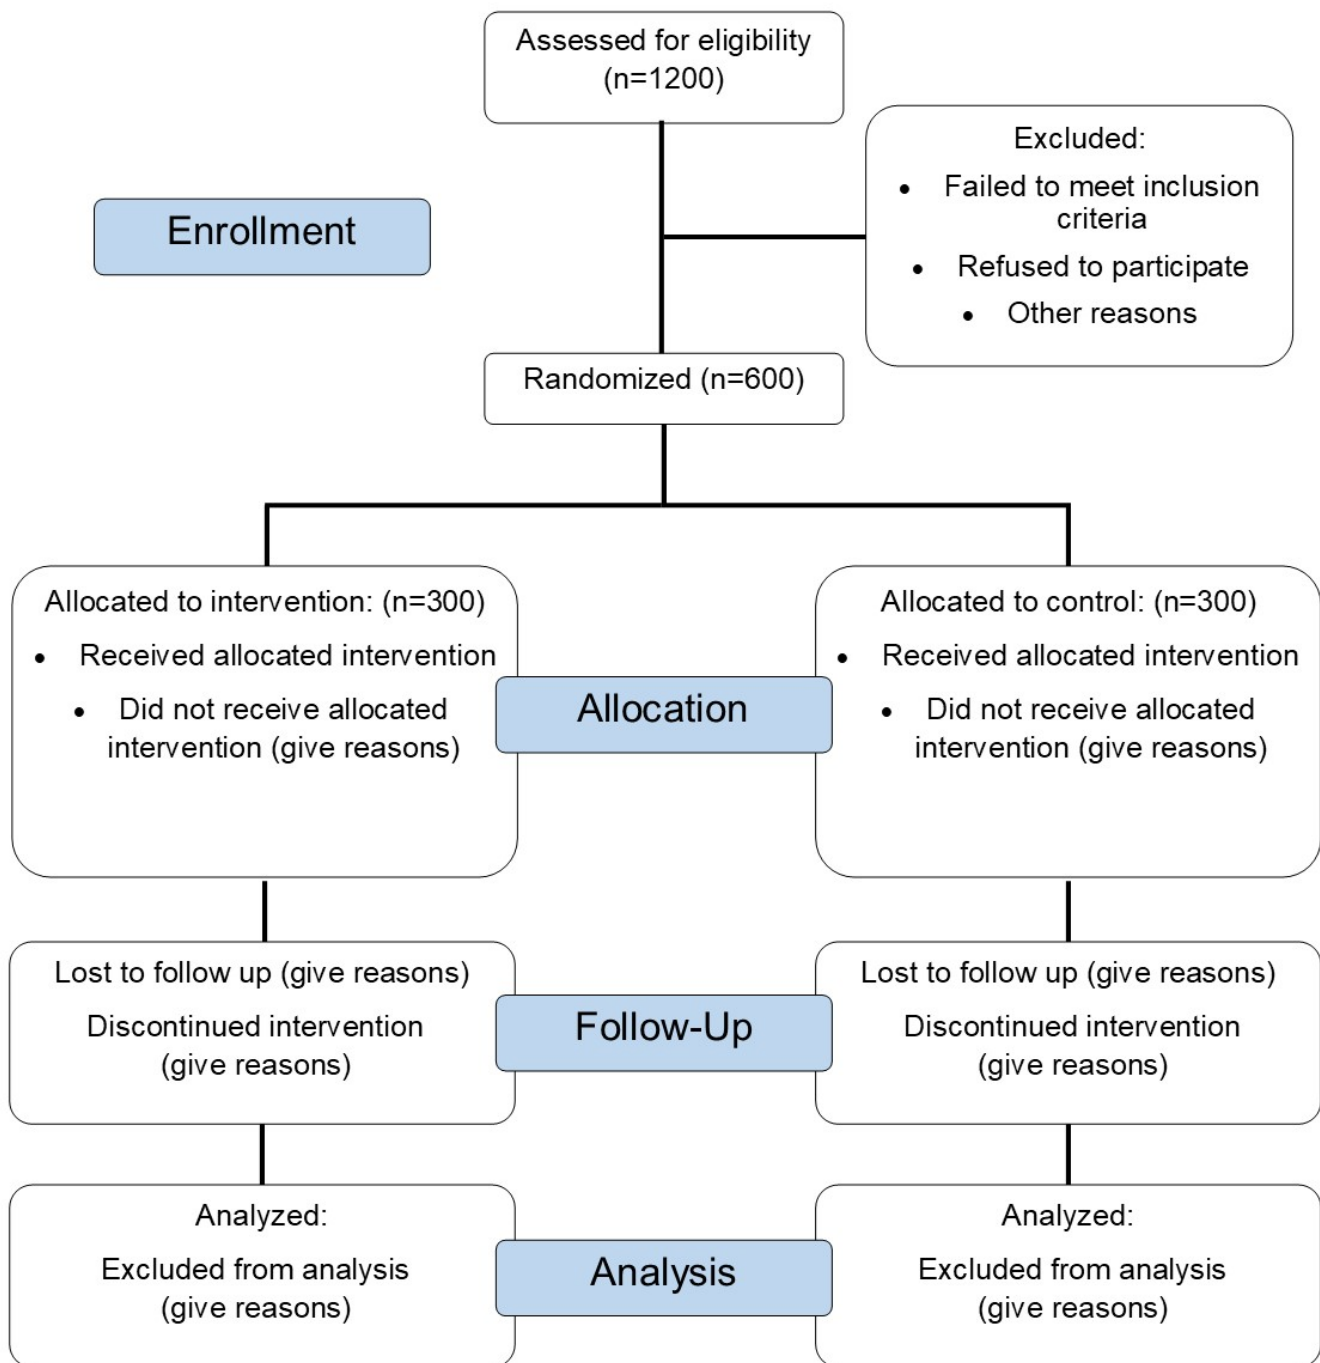 Assessed for eligibility
(n=1200)
Excluded:
• Failed to meet inclusion
criteria
• Refused to participate
• Other reasons
Enrollment
Randomized (n=600)
Allocated to intervention: (n=300)
• Received allocated intervention
• Did not receive allocated
intervention (give reasons)
Allocation
Allocated to control: (n=300)
• Received allocated intervention
• Did not receive allocated
intervention (give reasons)
Lost to follow up (give reasons)
Discontinued intervention
(give reasons)
Follow-Up
Lost to follow up (give reasons)
Discontinued intervention
(give reasons)
Analyzed:
Excluded from analysis
(give reasons)
Analysis
Analyzed:
Excluded from analysis
(give reasons)